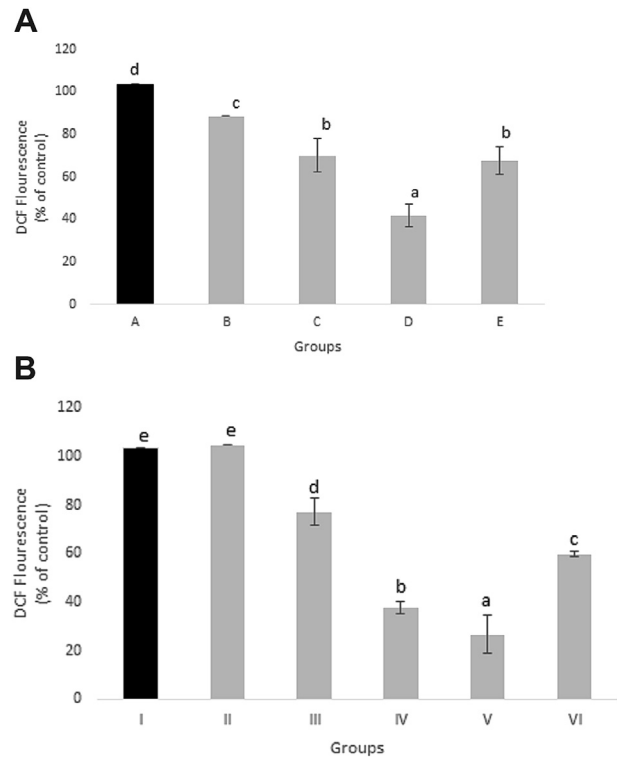 A
DCF Flourescence
(% of control)
120
100
80
60
40
20
0
d
c
b
a
b
A B C D E
Groups
B
DCF Flourescence
(% of control)
120
100
80
60
40
20
0
e
e
d
b
a
c
I II III IV V VI
Groups